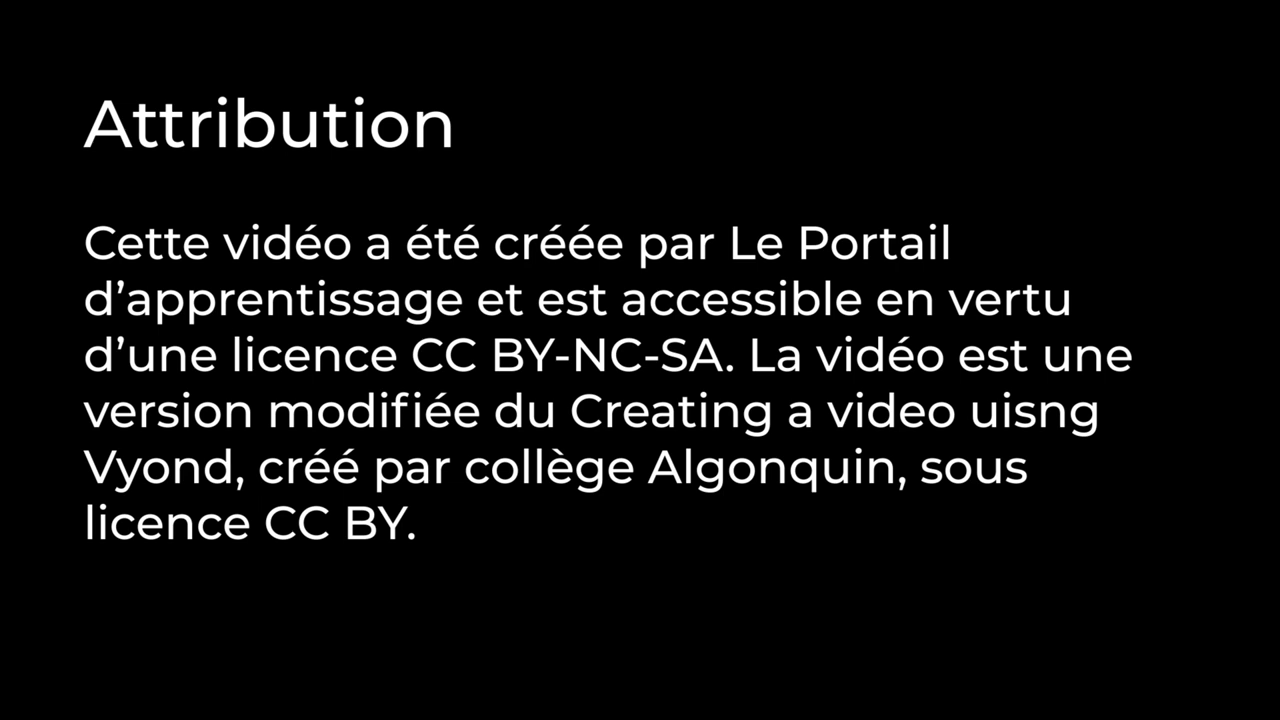 Attribution
Cette vidéo a été créée par Le Portail
d’apprentissage et est accessible en vertu
d’une licence CC BY-NC-SA. La vidéo est une
version modifiée du Creating a video uisng
Vyond, créé par collège Algonquin, sous
licence CC BY.